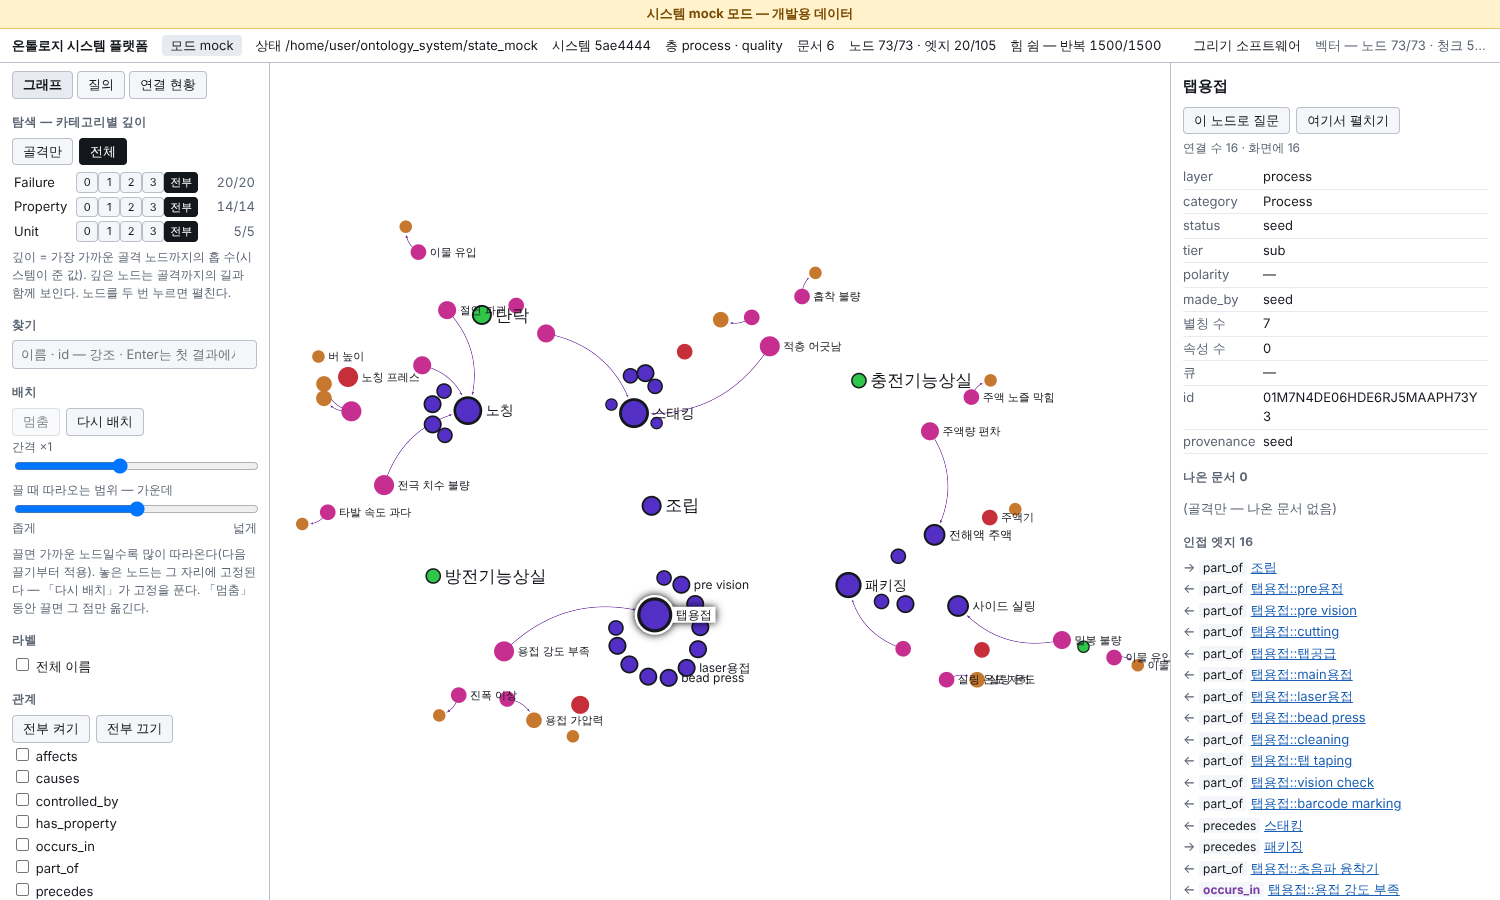 시스템 mock 모드 — 개발용 데이터
온톨로지 시스템 플랫폼 모드 mock 상태 /home/user/ontology_system/state_mock 시스템 5ae4444 층 process · quality 문서 6 노드 73/73 · 엣지 20/105 힘 쉼 — 반복 1500/1500 그리기 소프트웨어 벡터 — 노드 73/73 · 청크 5…
그래프 질의 연결 현황
탐색 — 카테고리별 깊이
골격만 전체
Failure 0 1 2 3 전부 20/20
Property 0 1 2 3 전부 14/14
Unit 0 1 2 3 전부 5/5
깊이 = 가장 가까운 골격 노드까지의 홉 수(시
스템이 준 값). 깊은 노드는 골격까지의 길과
함께 보인다. 노드를 두 번 누르면 펼친다.
찾기
이름 · id — 강조 · Enter는 첫 결과에
배치
멈춤 다시 배치
간격 ×1
끌 때 따라오는 범위 — 가운데
좁게 넓게
끌면 가까운 노드일수록 많이 따라온다(다음
끌기부터 적용). 놓은 노드는 그 자리에 고정된
다 — 「다시 배치」가 고정을 푼다. 「멈춤」
동안 끌면 그 점만 옮긴다.
라벨
전체 이름
관계
전부 켜기 전부 끄기
affects
causes
controlled_by
has_property
occurs_in
part_of
precedes
이물 유입
흡착 불량
절연 파괴
단락
적층 어긋남
버 높이
노칭 프레스
충전기능상실
주액 노즐 막힘
노칭
스태킹
주액량 편차
전극 치수 불량
조립
타발 속도 과다
주액기
전해액 주액
방전기능상실
pre vision
패키징
사이드 실링
탭용접
용접 강도 부족
밀봉 불량
이물 유입
laser용접
bead press
진폭 이상
용접 가압력
탭용접
이 노드로 질문 여기서 펼치기
연결 수 16 · 화면에 16
layer process
category Process
status seed
tier sub
polarity —
made_by seed
별칭 수 7
속성 수 0
큐 —
id 01M7N4DE06HDE6RJ5MAAPH73Y
3
provenance seed
나온 문서 0
(골격만 — 나온 문서 없음)
인접 엣지 16
→ part_of 조립
← part_of 탭용접::pre용접
← part_of 탭용접::pre vision
← part_of 탭용접::cutting
← part_of 탭용접::탭공급
← part_of 탭용접::main용접
← part_of 탭용접::laser용접
← part_of 탭용접::bead press
← part_of 탭용접::cleaning
← part_of 탭용접::탭 taping
← part_of 탭용접::vision check
← part_of 탭용접::barcode marking
← precedes 스태킹
→ precedes 패키징
← part_of 탭용접::초음파 융착기
← occurs_in 탭용접::용접 강도 부족